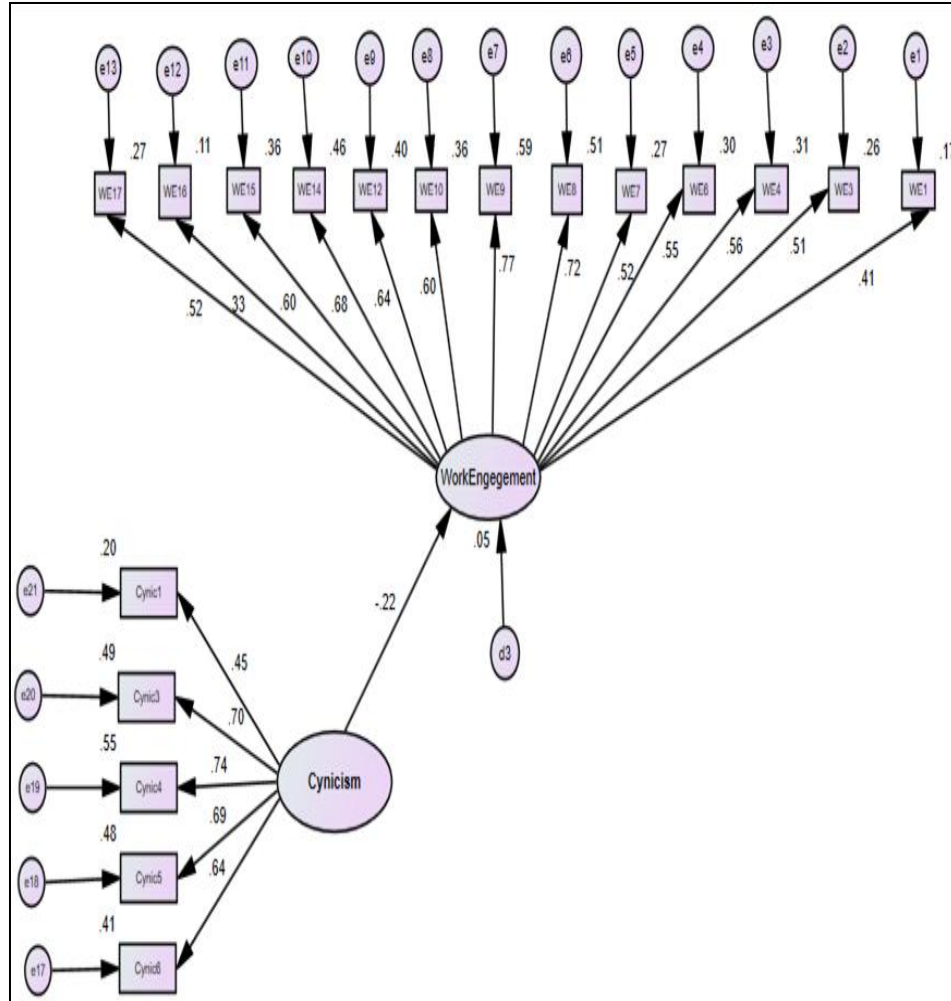 e13 e12 e11 e10 e9 e8 e7 e6 e5 e4 e3 e2 e1
.27 .11 .36 .46 .40 .36 .59 .51 .27 .30 .31 .26 .17
WE17 WE16 WE15 WE14 WE12 WE10 WE9 WE8 WE7 WE6 WE4 WE3 WE1
.52 .33 .60 .68 .64 .60 .77 .72 .52 .55 .56 .51 .41
WorkEngegement
.05
d3
-.22
.20
e21 Cynic1
.45
.49
e20 Cynic3
.70
.55
e19 Cynic4
.74
Cynicism
.48
.69
e18 Cynic5
.64
.41
e17 Cynic6